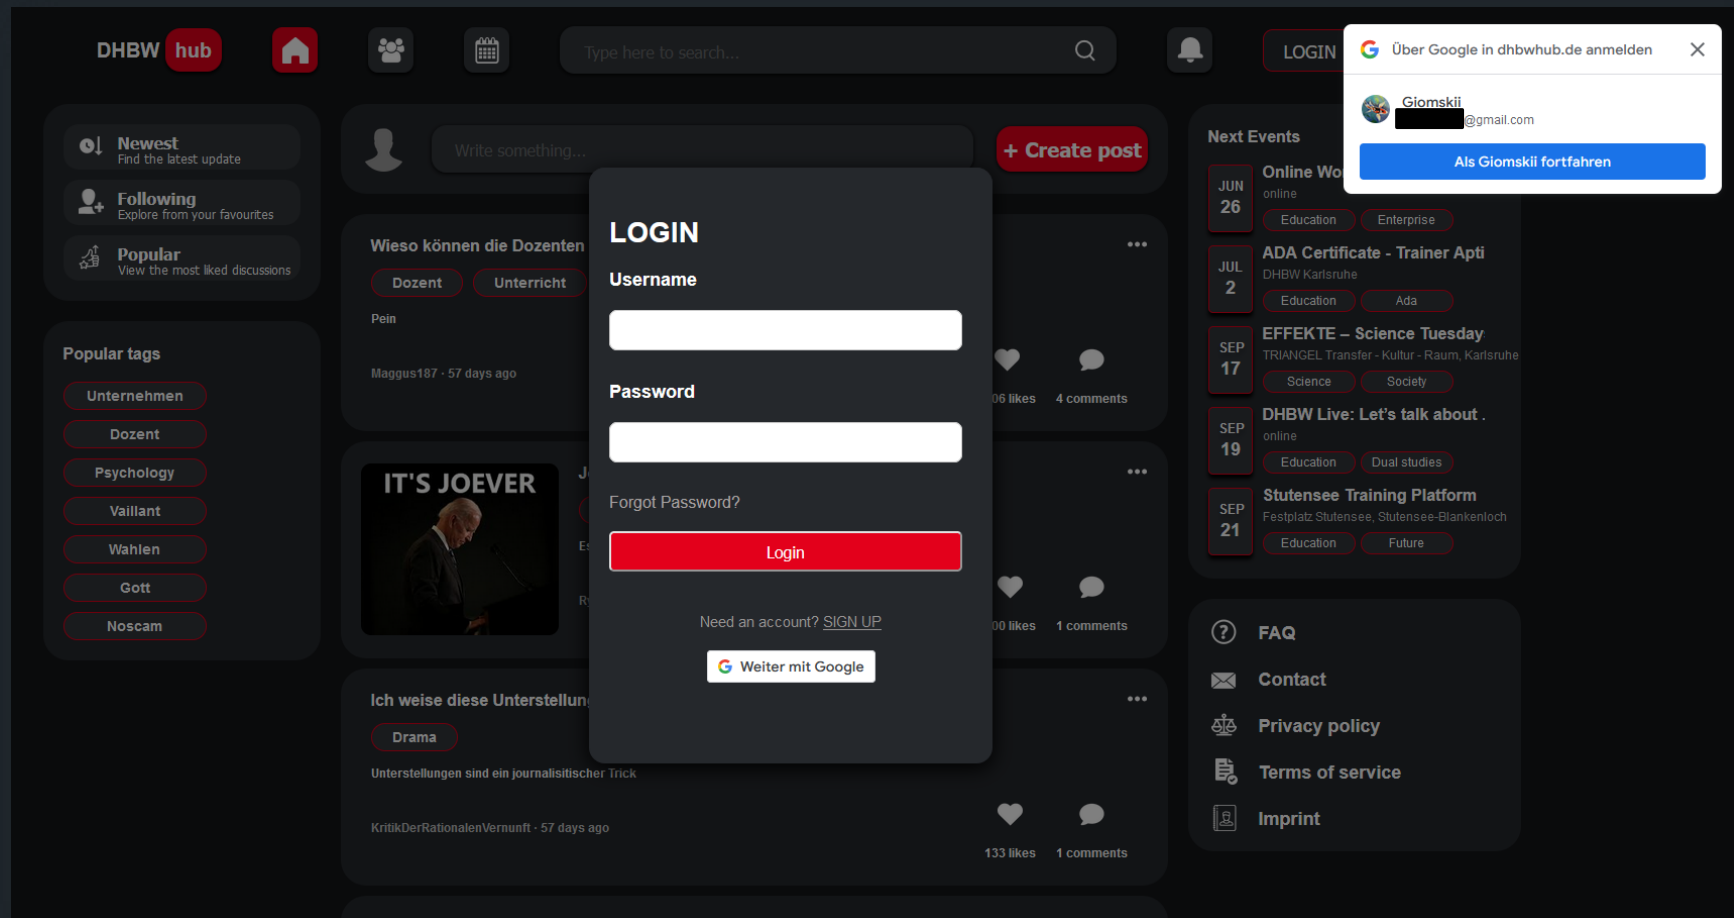 DHBW hub
Type here to search...
LOGIN
Über Google in dhbwhub.de anmelden
Giomskii
@gmail.com
Als Giomskii fortfahren
Newest
Find the latest update
Following
Explore from your favourites
Popular
View the most liked discussions
Popular tags
Unternehmen
Dozent
Psychology
Vaillant
Wahlen
Gott
Noscam
Write something...
+ Create post
Wieso können die Dozenten
Dozent
Unterricht
Pein
Maggus187 · 57 days ago
06 likes
4 comments
IT'S JOEVER
00 likes
1 comments
Ich weise diese Unterstellung
Drama
Unterstellungen sind ein journalisitischer Trick
KritikDerRationalenVernunft · 57 days ago
133 likes
1 comments
LOGIN
Username
Password
Forgot Password?
Login
Need an account? SIGN UP
Weiter mit Google
Next Events
JUN
26
Online Wo
online
Education
Enterprise
JUL
2
ADA Certificate - Trainer Apti
DHBW Karlsruhe
Education
Ada
SEP
17
EFFEKTE – Science Tuesday
TRIANGEL Transfer - Kultur - Raum, Karlsruhe
Science
Society
SEP
19
DHBW Live: Let's talk about .
online
Education
Dual studies
SEP
21
Stutensee Training Platform
Festplatz Stutensee, Stutensee-Blankenloch
Education
Future
FAQ
Contact
Privacy policy
Terms of service
Imprint